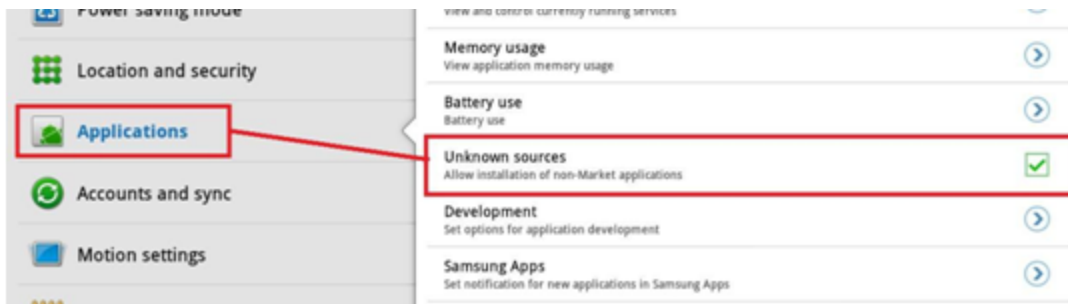 Power saving mode
Location and security
Applications
Accounts and sync
Motion settings
View and control currently running services
Memory usage
View application memory usage
Battery use
Battery use
Unknown sources
Allow installation of non-Market applications
Development
Set options for application development
Samsung Apps
Set notification for new applications in Samsung Apps